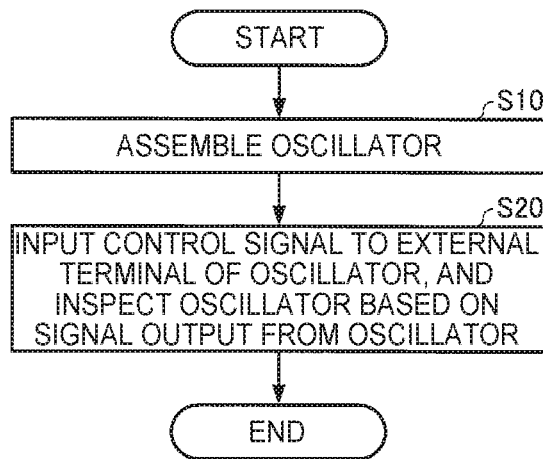 START
S10
ASSEMBLE OSCILLATOR
S20
INPUT CONTROL SIGNAL TO EXTERNAL
TERMINAL OF OSCILLATOR, AND
INSPECT OSCILLATOR BASED ON
SIGNAL OUTPUT FROM OSCILLATOR
END